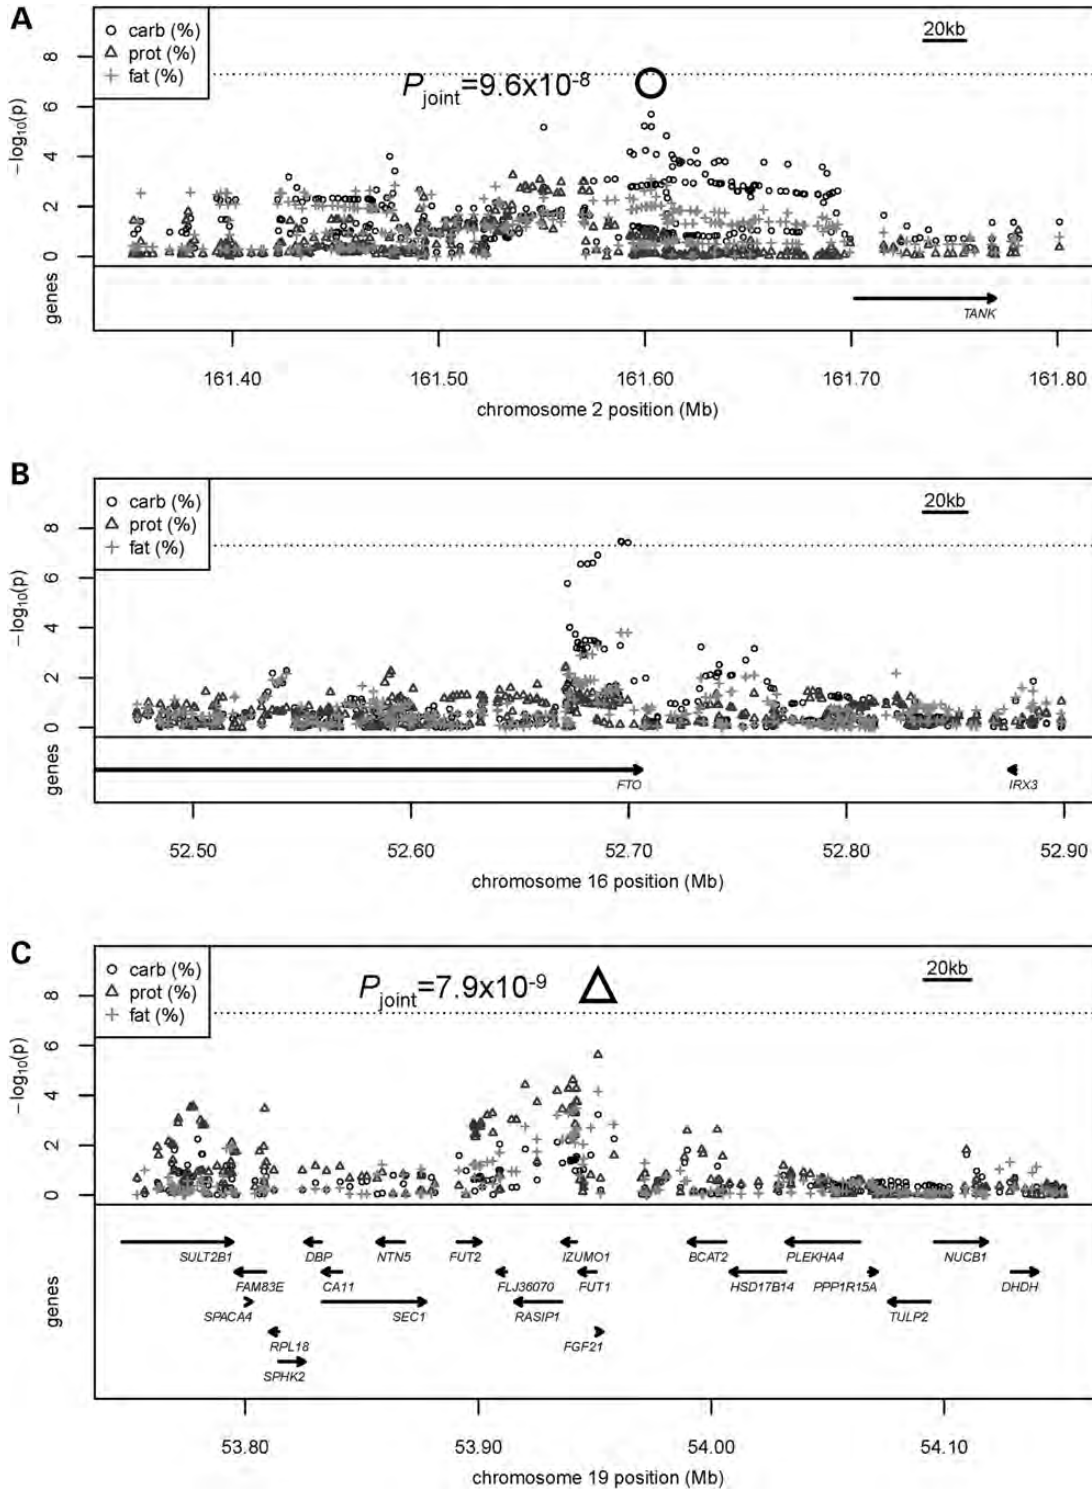 A
carb (%)
prot (%)
fat (%)
20kb
P joint=9.6x10-8
8
6
4
2
0
−log10(p)
genes
TANK
161.40 161.50 161.60 161.70 161.80
chromosome 2 position (Mb)
B
carb (%)
prot (%)
fat (%)
20kb
8
6
4
2
0
−log10(p)
genes
FTO IRX3
52.50 52.60 52.70 52.80 52.90
chromosome 16 position (Mb)
C
carb (%)
prot (%)
fat (%)
20kb
P joint=7.9x10-9
8
6
4
2
0
−log10(p)
genes
SULT2B1 DBP NTN5 FUT2 IZUMO1 BCAT2 PLEKHA4 NUCB1
FAM83E CA11 FLJ36070 FUT1 HSD17B14 PPP1R15A DHDH
SPACA4 SEC1 RASIP1 TULP2
RPL18 FGF21
SPHK2
53.80 53.90 54.00 54.10
chromosome 19 position (Mb)